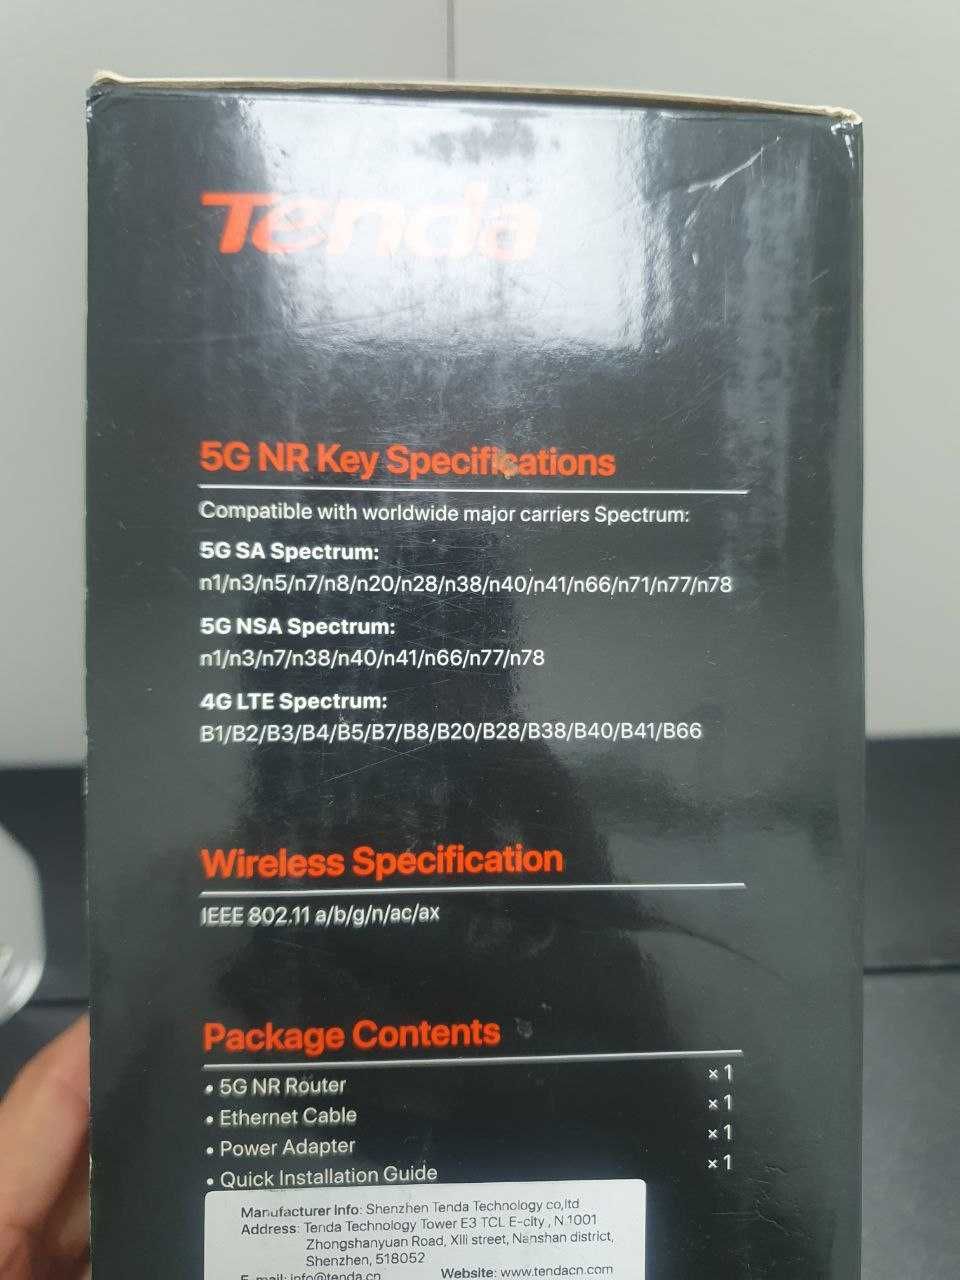 Tenda
5G NR Key Specifications
Compatible with worldwide major carriers Spectrum:
5G SA Spectrum:
n1/n3/n5/n7/n8/n20/n28/n38/n40/n41/n66/n71/n77/n78
5G NSA Spectrum:
n1/n3/n7/n38/n40/n41/n66/n77/n78
4G LTE Spectrum:
B1/B2/B3/B4/B5/B7/B8/B20/B28/B38/B40/B41/B66
Wireless Specification
IEEE 802.11 a/b/g/n/ac/ax
Package Contents
• 5G NR Router × 1
• Ethernet Cable × 1
• Power Adapter × 1
• Quick Installation Guide × 1
Manufacturer Info: Shenzhen Tenda Technology co,ltd
Address: Tenda Technology Tower E3 TCL E-city , N 1001
Zhongshanyuan Road, Xili street, Nanshan district,
Shenzhen, 518052
E-mail: info@tenda.cn Website: www.tendacn.com